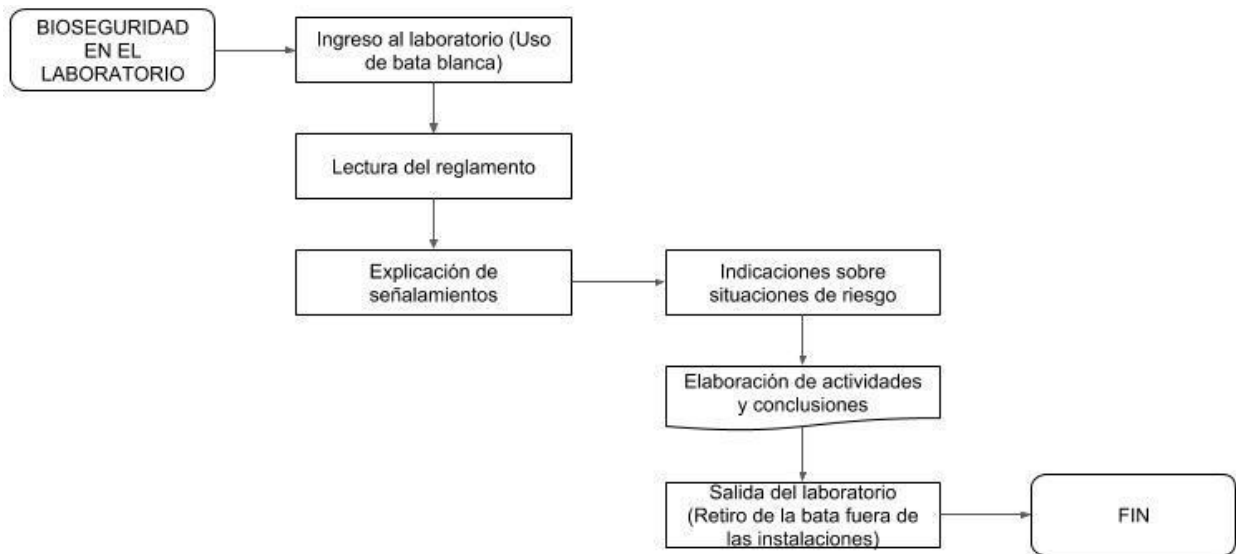 BIOSEGURIDAD
EN EL
LABORATORIO
Ingreso al laboratorio (Uso
de bata blanca)
Lectura del reglamento
Explicación de
señalamientos
Indicaciones sobre
situaciones de riesgo
Elaboración de actividades
y conclusiones
Salida del laboratorio
(Retiro de la bata fuera de
las instalaciones)
FIN